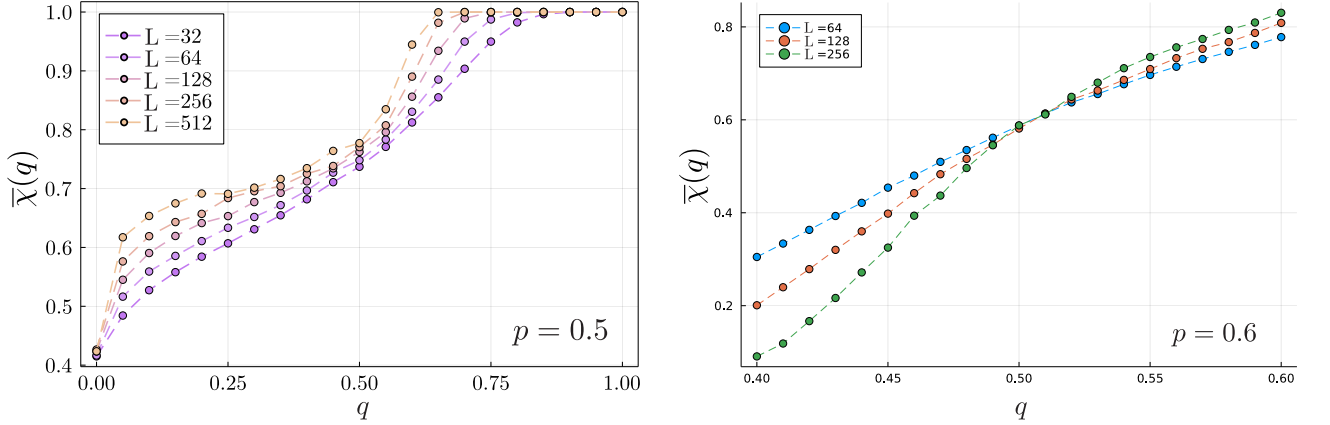 1.0
0.9
0.8
0.7
0.6
0.5
0.4
χ̅(q)
L =32
L =64
L =128
L =256
L =512
p = 0.5
0.00 0.25 0.50 0.75 1.00
q
0.8
0.6
0.4
0.2
χ̅(q)
L =64
L =128
L =256
p = 0.6
0.40 0.45 0.50 0.55 0.60
q